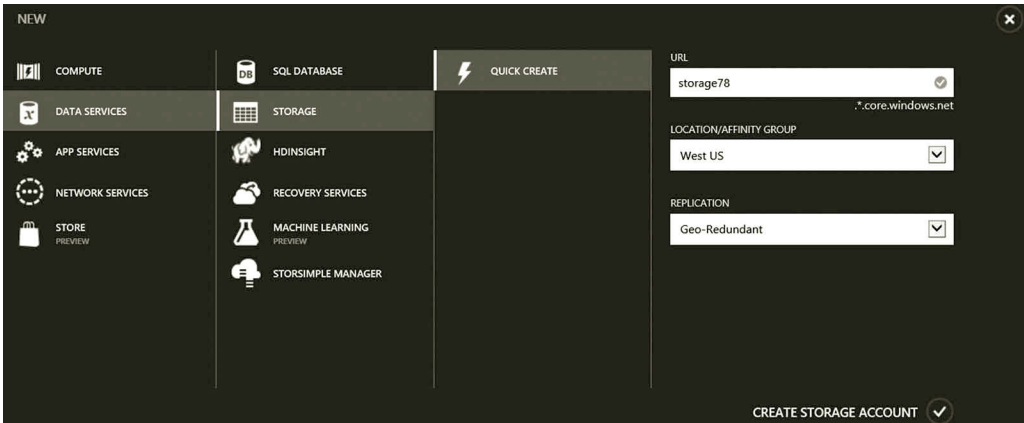 NEW
COMPUTE
DATA SERVICES
APP SERVICES
NETWORK SERVICES
STORE
PREVIEW
DB
SQL DATABASE
STORAGE
HDINSIGHT
RECOVERY SERVICES
MACHINE LEARNING
PREVIEW
STORSIMPLE MANAGER
QUICK CREATE
URL
storage78
.*.core.windows.net
LOCATION/AFFINITY GROUP
West US
REPLICATION
Geo-Redundant
CREATE STORAGE ACCOUNT